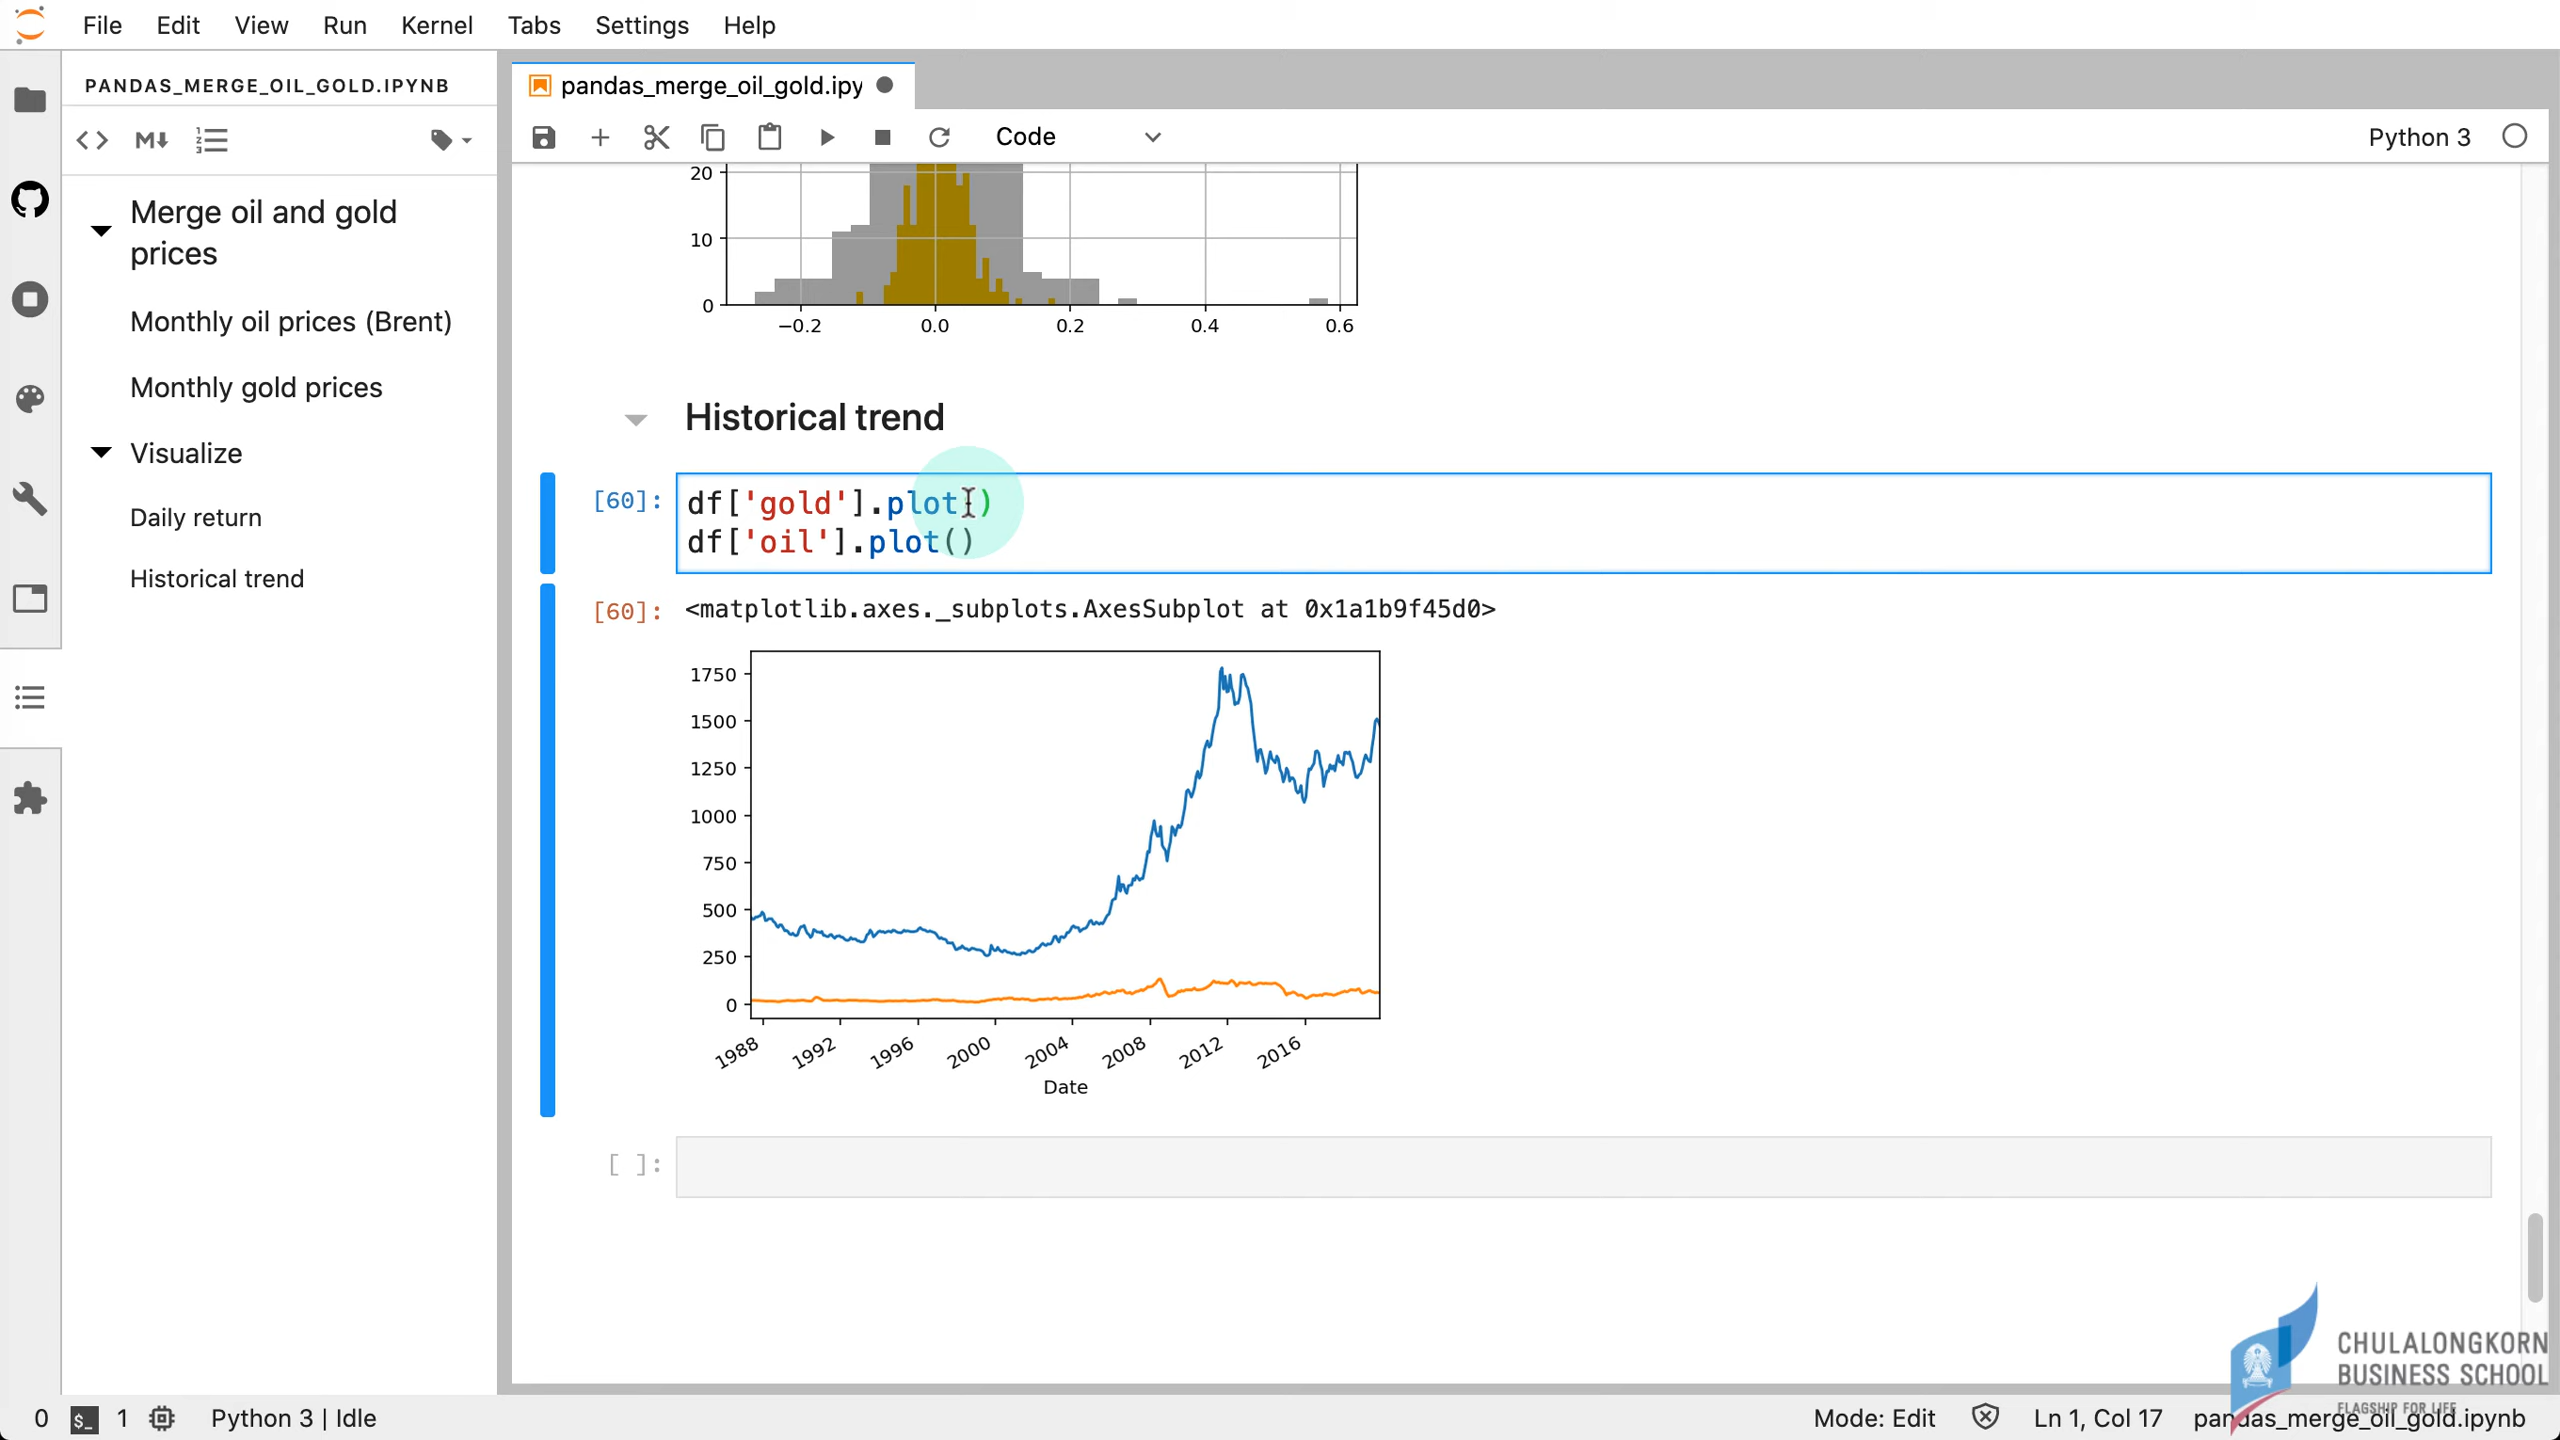 File Edit View Run Kernel Tabs Settings Help
PANDAS_MERGE_OIL_GOLD.IPYNB
Merge oil and gold
prices
Monthly oil prices (Brent)
Monthly gold prices
Visualize
Daily return
Historical trend
pandas_merge_oil_gold.ipy
Code
Python 3
20
10
0
−0.2 0.0 0.2 0.4 0.6
Historical trend
[60]: df['gold'].plot()
df['oil'].plot()
[60]: <matplotlib.axes._subplots.AxesSubplot at 0x1a1b9f45d0>
1750
1500
1250
1000
750
500
250
0
1988 1992 1996 2000 2004 2008 2012 2016
Date
[ ]:
CHULALONGKORN
BUSINESS SCHOOL
FLAGSHIP FOR LIFE
0 $_ 1 Python 3 | Idle Mode: Edit Ln 1, Col 17 pandas_merge_oil_gold.ipynb